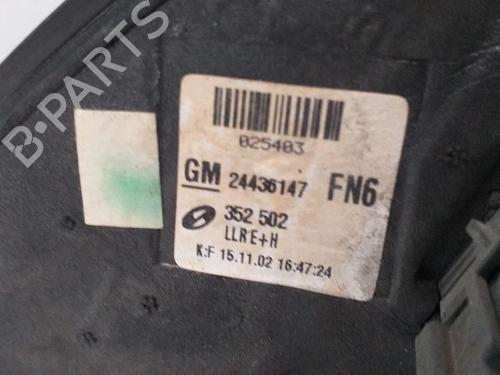 B-PARTS
025403
GM 24436147 FN6
352 502
LLRE+H
K:F 15.11.02 16:47:24